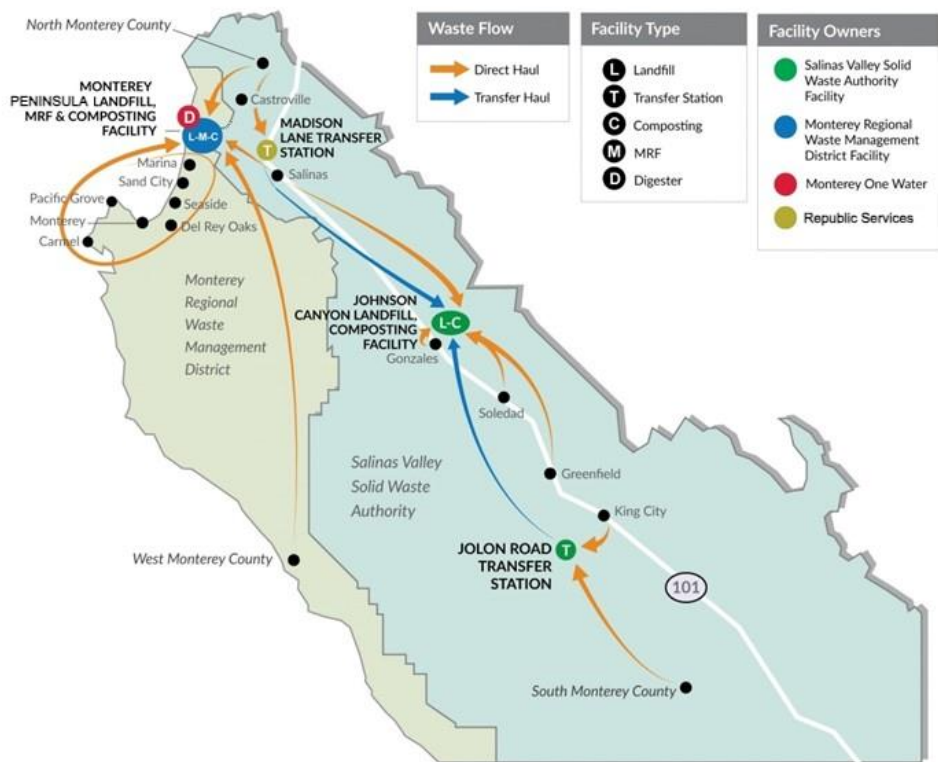 North Monterey County
MONTEREY
PENINSULA LANDFILL,
MRF & COMPOSTING
FACILITY
D
L-M-C
Castroville
MADISON
LANE TRANSFER
STATION
T
Salinas
Marina
Sand City
Pacific Grove
Seaside
Monterey
Del Rey Oaks
Carmel
Monterey
Regional
Waste
Management
District
JOHNSON
CANYON LANDFILL,
COMPOSTING
FACILITY
L-C
Gonzales
Soledad
Greenfield
King City
Salinas Valley
Solid Waste
Authority
JOLON ROAD
TRANSFER
STATION
T
101
West Monterey County
South Monterey County
Waste Flow
Direct Haul
Transfer Haul
Facility Type
L Landfill
T Transfer Station
C Composting
M MRF
D Digester
Facility Owners
Salinas Valley Solid
Waste Authority
Facility
Monterey Regional
Waste Management
District Facility
Monterey One Water
Republic Services